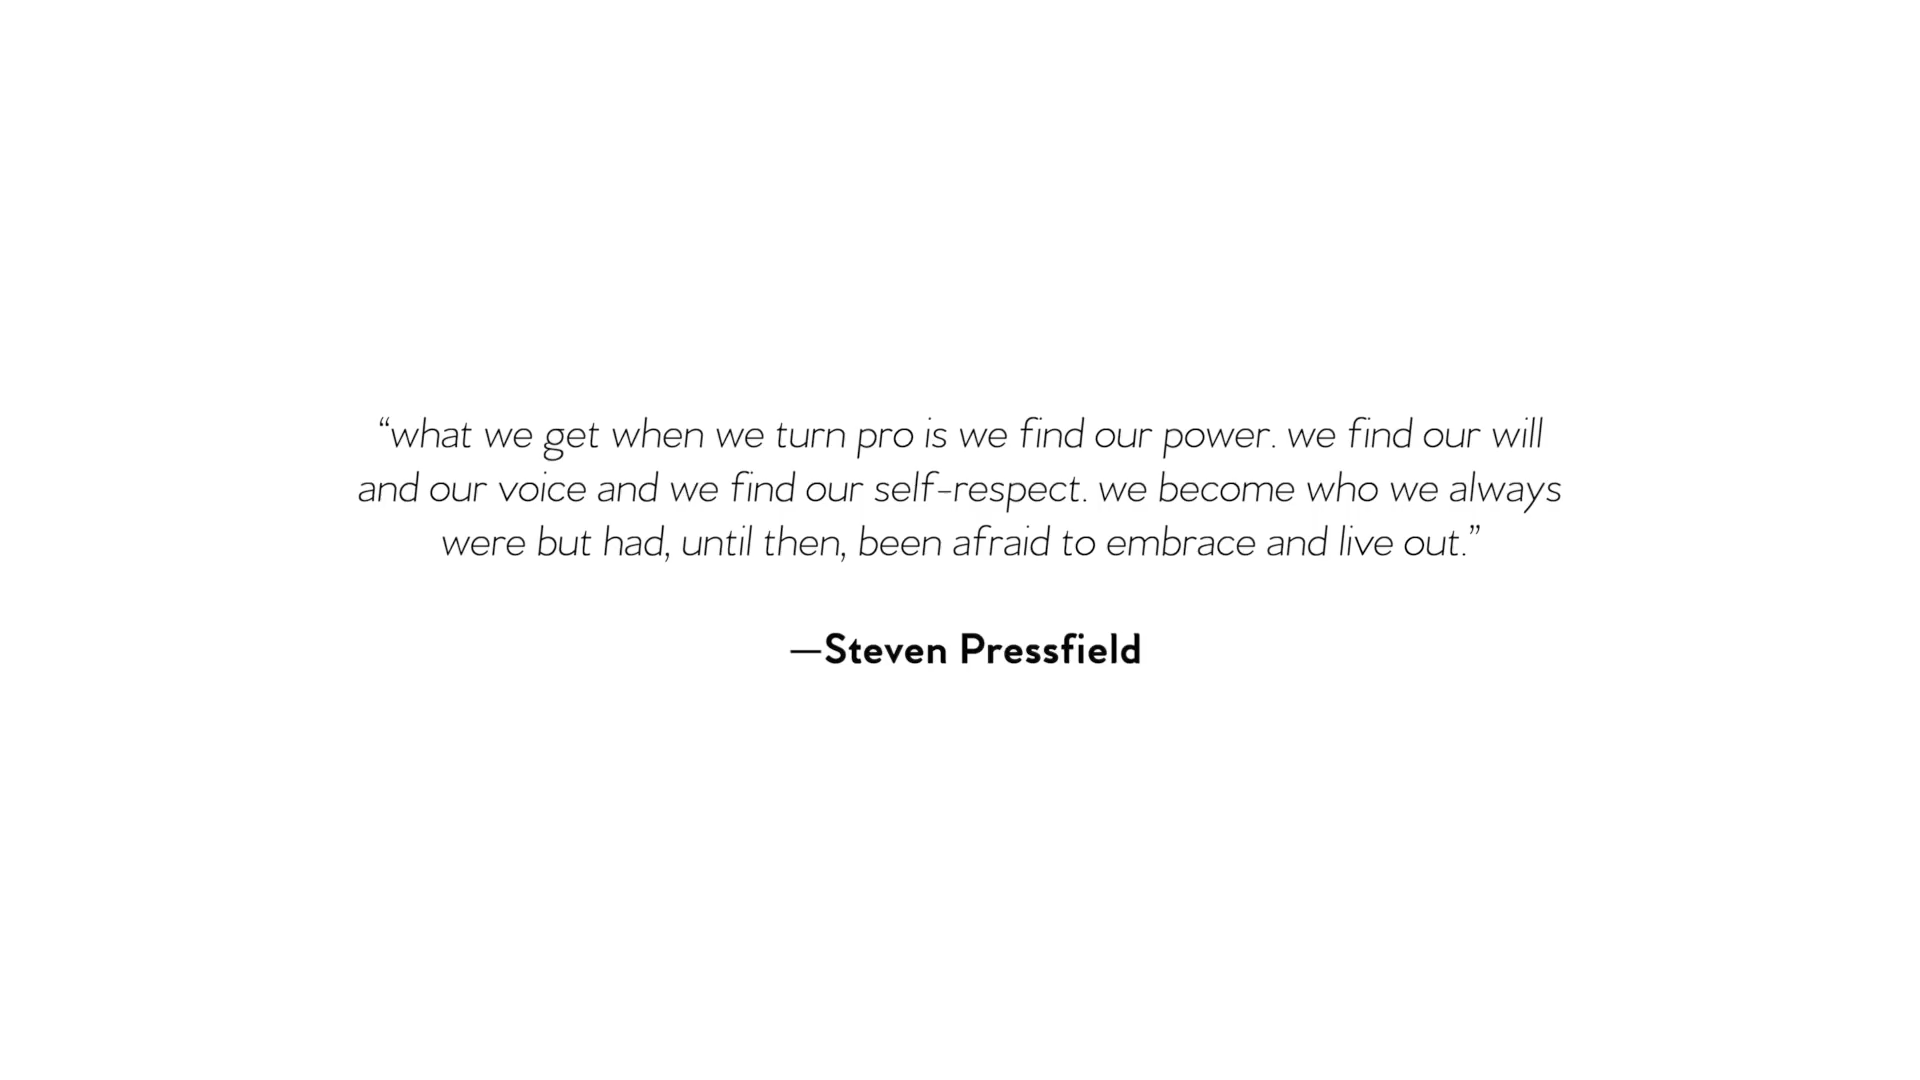 “what we get when we turn pro is we find our power. we find our will
and our voice and we find our self-respect. we become who we always
were but had, until then, been afraid to embrace and live out.”
—Steven Pressfield